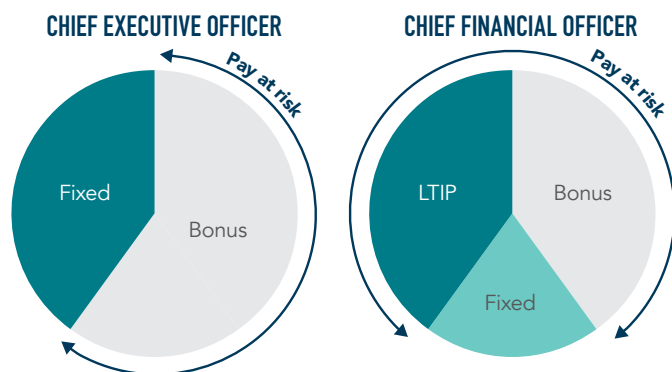 CHIEF EXECUTIVE OFFICER
Pay at risk
Fixed
Bonus
CHIEF FINANCIAL OFFICER
Pay at risk
LTIP
Bonus
Fixed